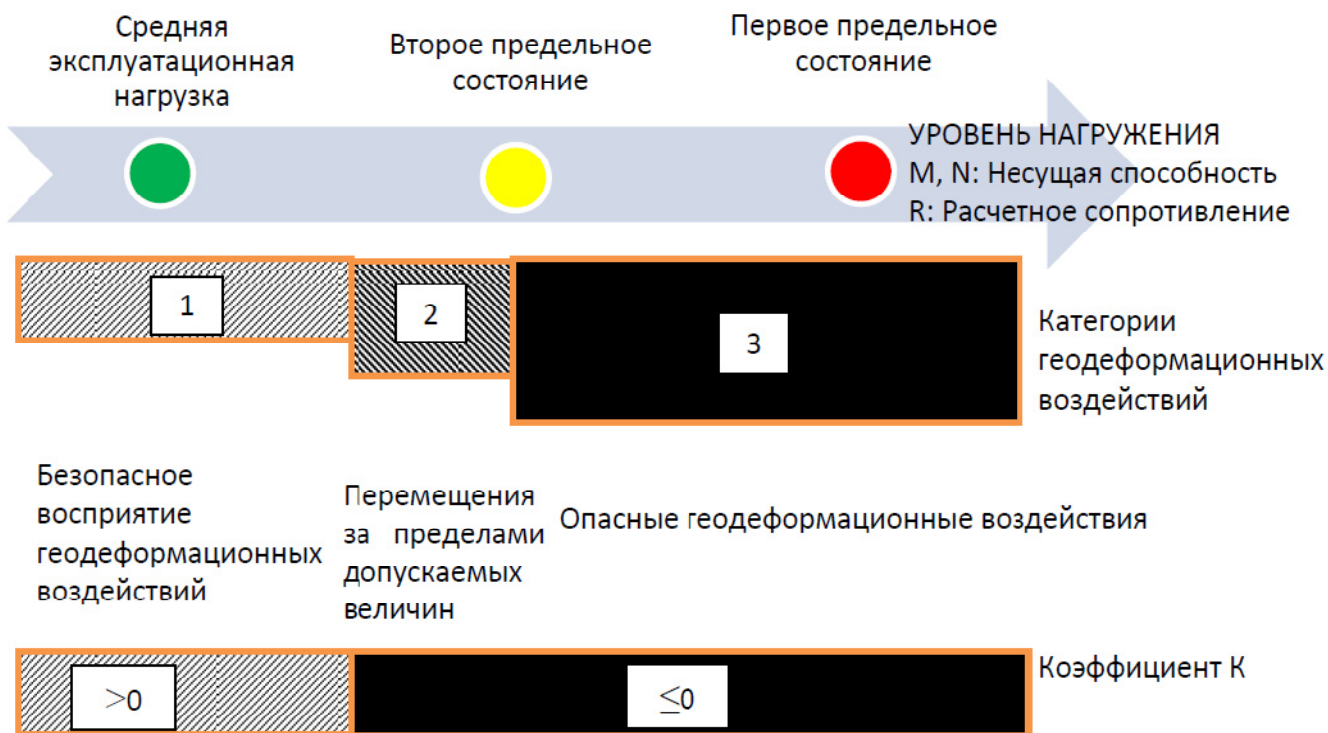 Средняя
эксплуатационная
нагрузка
Второе предельное
состояние
Первое предельное
состояние
УРОВЕНЬ НАГРУЖЕНИЯ
M, N: Несущая способность
R: Расчетное сопротивление
1
2
3
Категории
геодеформационных
воздействий
Безопасное
восприятие
геодеформационных
воздействий
Перемещения
за пределами
допускаемых
величин
Опасные геодеформационные воздействия
>0
≤0
Коэффициент К